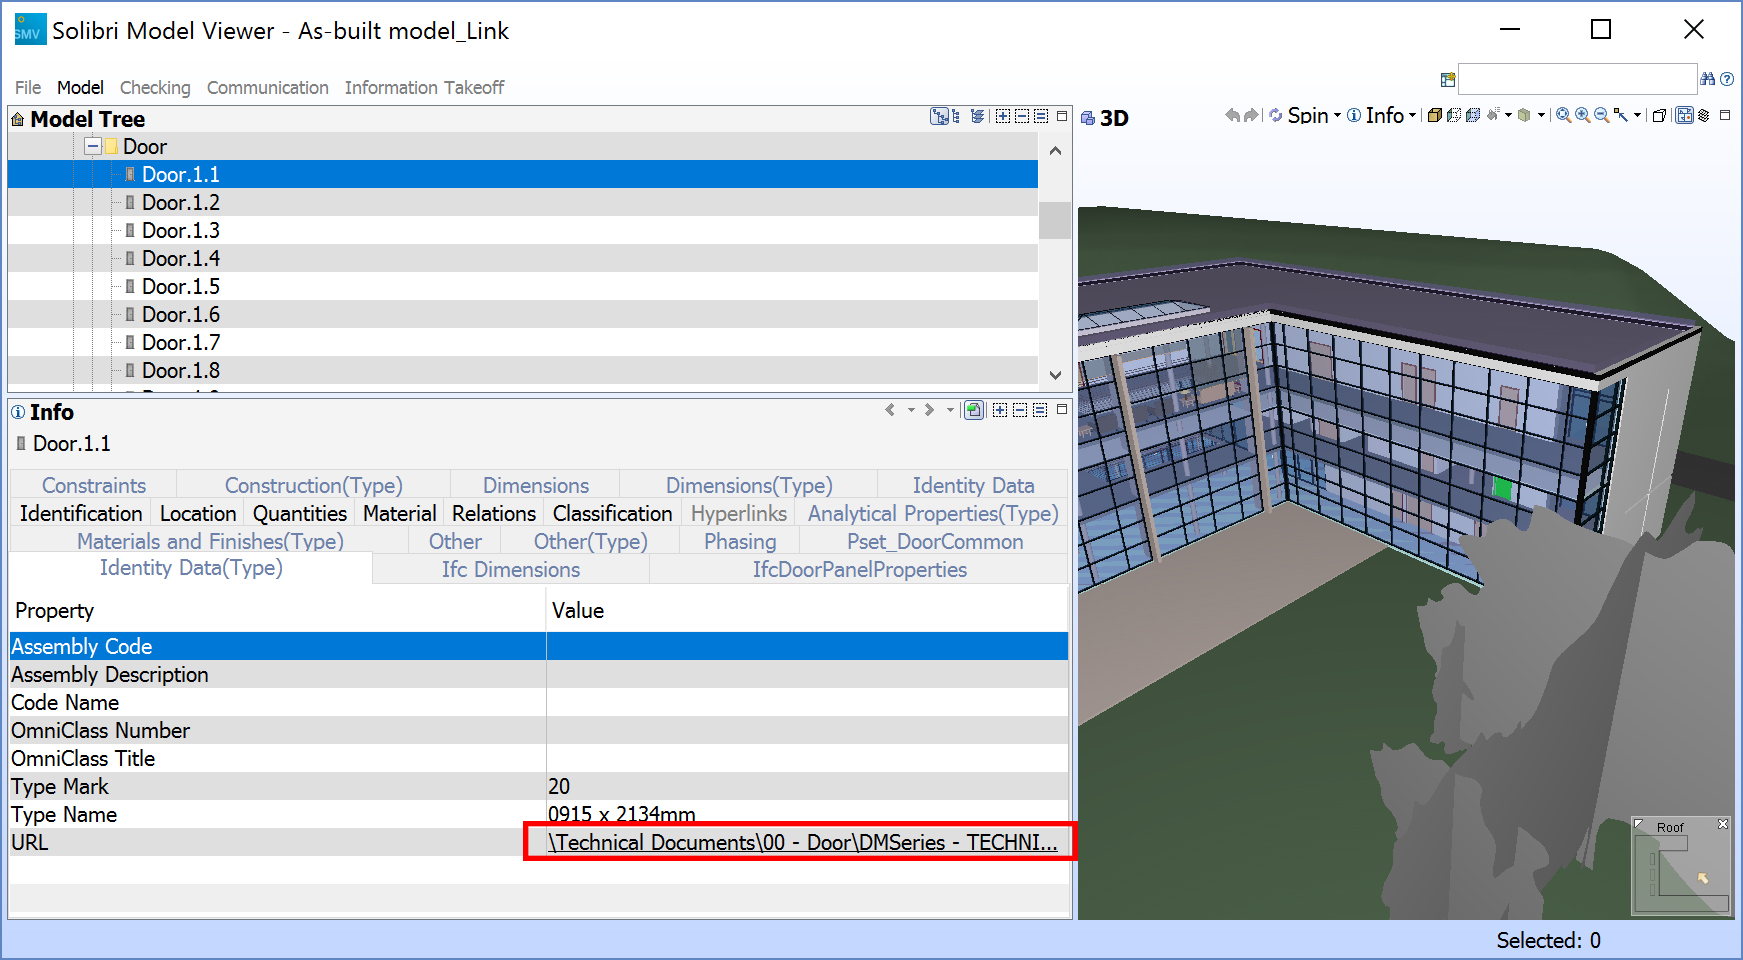 SMV Solibri Model Viewer - As-built model_Link
File Model Checking Communication Information Takeoff
Model Tree
Door
Door.1.1
Door.1.2
Door.1.3
Door.1.4
Door.1.5
Door.1.6
Door.1.7
Door.1.8
3D Spin Info
Info
Door.1.1
Constraints Construction(Type) Dimensions Dimensions(Type) Identity Data
Identification Location Quantities Material Relations Classification Hyperlinks Analytical Properties(Type)
Materials and Finishes(Type) Other Other(Type) Phasing Pset_DoorCommon
Identity Data(Type) Ifc Dimensions IfcDoorPanelProperties
Property Value
Assembly Code
Assembly Description
Code Name
OmniClass Number
OmniClass Title
Type Mark 20
Type Name 0915 x 2134mm
URL \Technical Documents\00 - Door\DMSeries - TECHNI...
Roof
Selected: 0